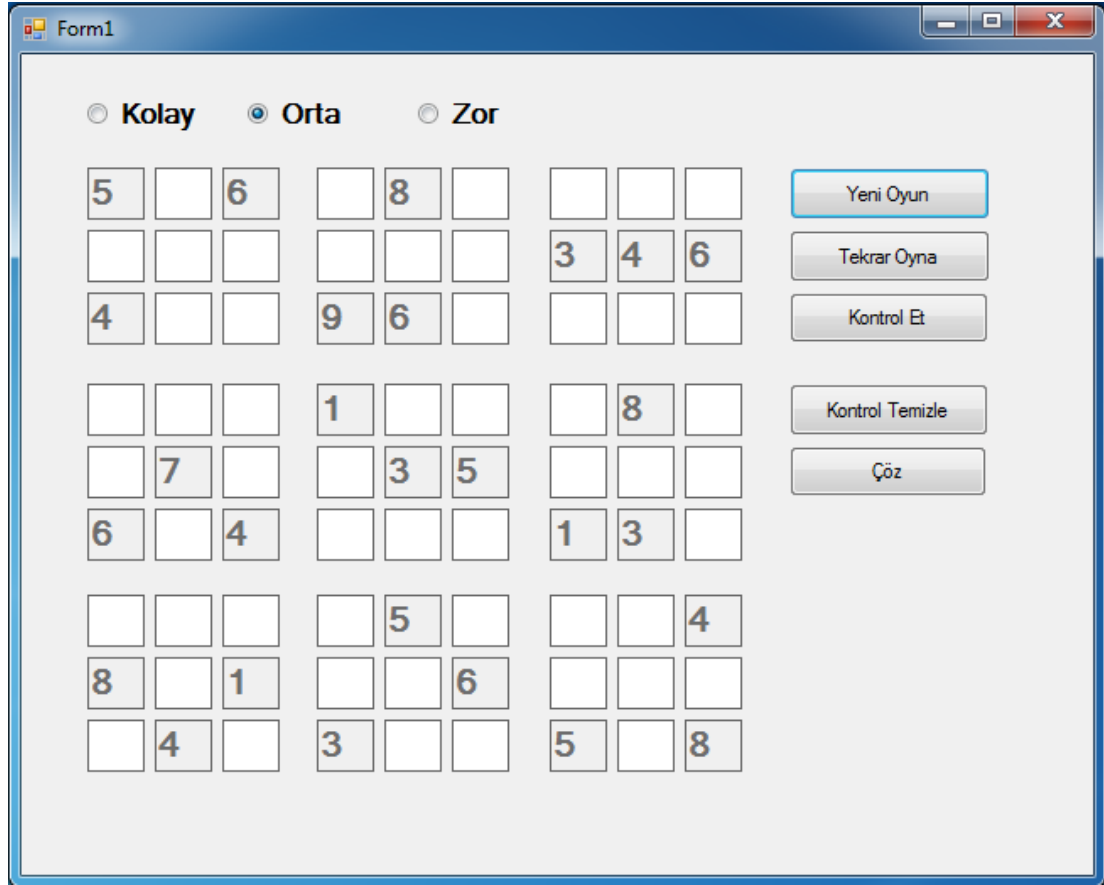 Form1
Kolay Orta Zor
5 6 8 Yeni Oyun
3 4 6 Tekrar Oyna
4 9 6 Kontrol Et
1 8 Kontrol Temizle
7 3 5 Çöz
6 4 1 3
5 4
8 1 6
4 3 5 8